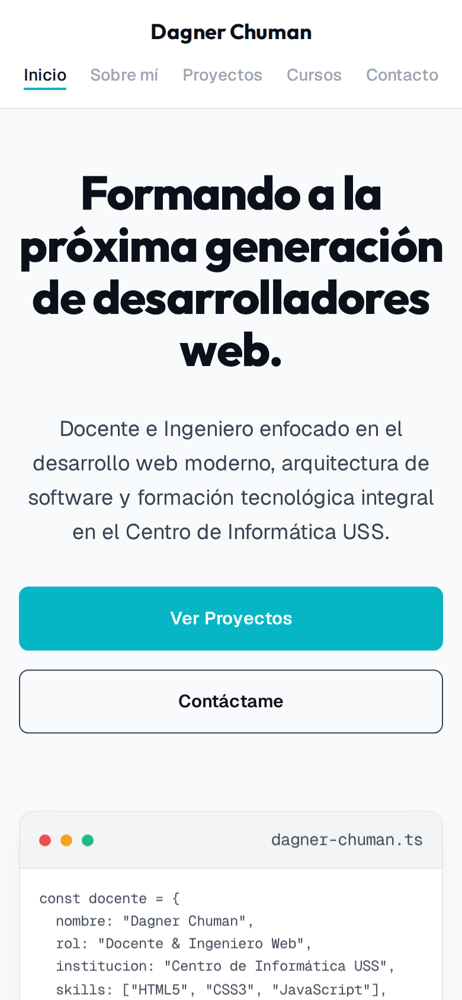 Dagner Chuman
Inicio Sobre mí Proyectos Cursos Contacto
Formando a la
próxima generación
de desarrolladores
web.
Docente e Ingeniero enfocado en el
desarrollo web moderno, arquitectura de
software y formación tecnológica integral
en el Centro de Informática USS.
Ver Proyectos
Contáctame
dagner-chuman.ts
const docente = {
  nombre: "Dagner Chuman",
  rol: "Docente & Ingeniero Web",
  institucion: "Centro de Informática USS",
  skills: ["HTML5", "CSS3", "JavaScript"],